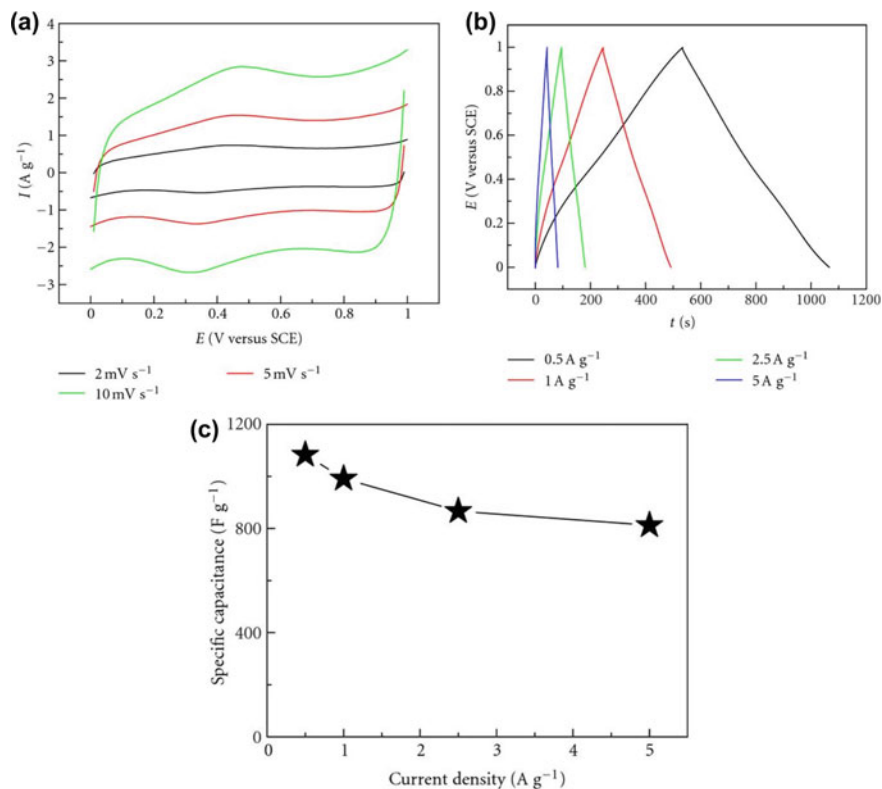 (a)
4
3
2
1
0
−1
−2
−3
I (A g⁻¹)
0 0.2 0.4 0.6 0.8 1
E (V versus SCE)
2 mV s⁻¹ 5 mV s⁻¹
10 mV s⁻¹
(b)
1
0.8
0.6
0.4
0.2
0
E (V versus SCE)
0 200 400 600 800 1000 1200
t (s)
0.5 A g⁻¹ 2.5 A g⁻¹
1 A g⁻¹ 5 A g⁻¹
(c)
1200
800
400
0
Specific capacitance (F g⁻¹)
0 1 2 3 4 5
Current density (A g⁻¹)